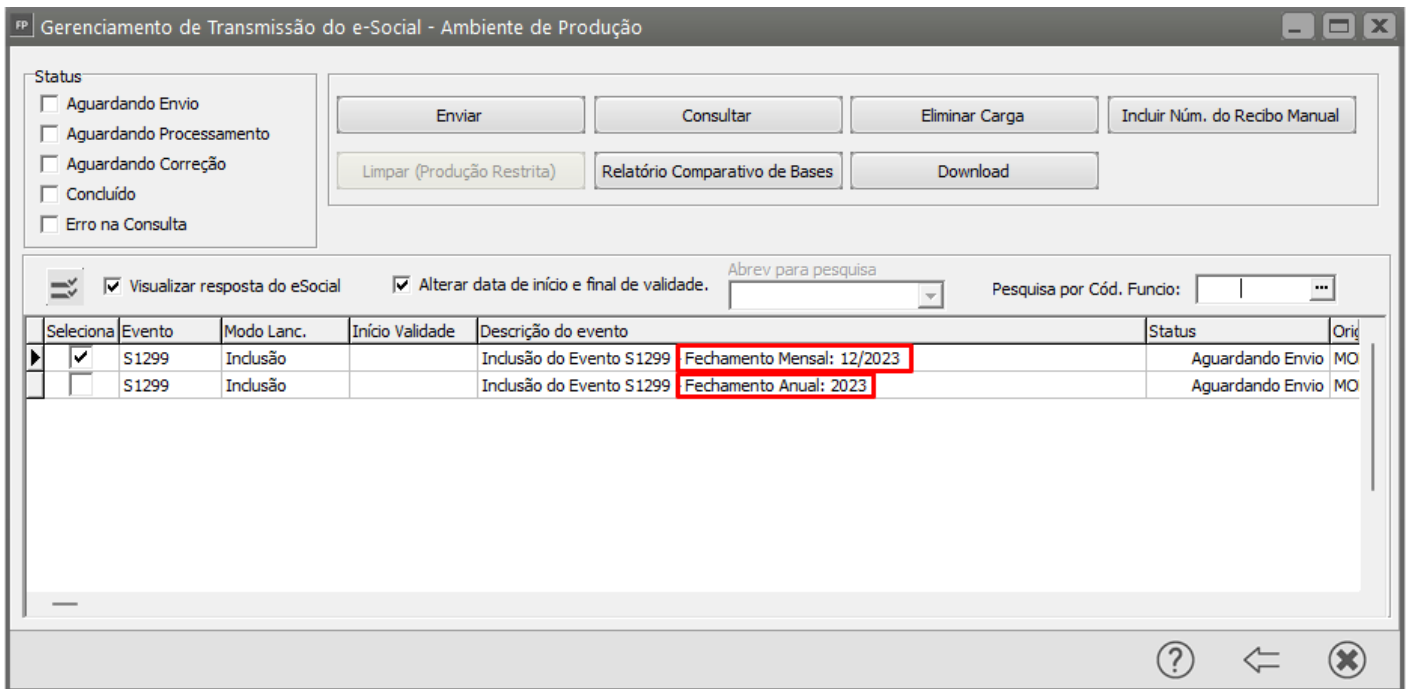 FP Gerenciamento de Transmissão do e-Social - Ambiente de Produção
Status
Aguardando Envio
Aguardando Processamento
Aguardando Correção
Concluído
Erro na Consulta
Enviar Consultar Eliminar Carga Incluir Núm. do Recibo Manual
Limpar (Produção Restrita) Relatório Comparativo de Bases Download
Visualizar resposta do eSocial Alterar data de início e final de validade. Abrev para pesquisa Pesquisa por Cód. Funcio: ...
Seleciona Evento Modo Lanc. Início Validade Descrição do evento Status Orig
S1299 Inclusão Inclusão do Evento S1299 - Fechamento Mensal: 12/2023 Aguardando Envio MO
S1299 Inclusão Inclusão do Evento S1299 - Fechamento Anual: 2023 Aguardando Envio MO
?